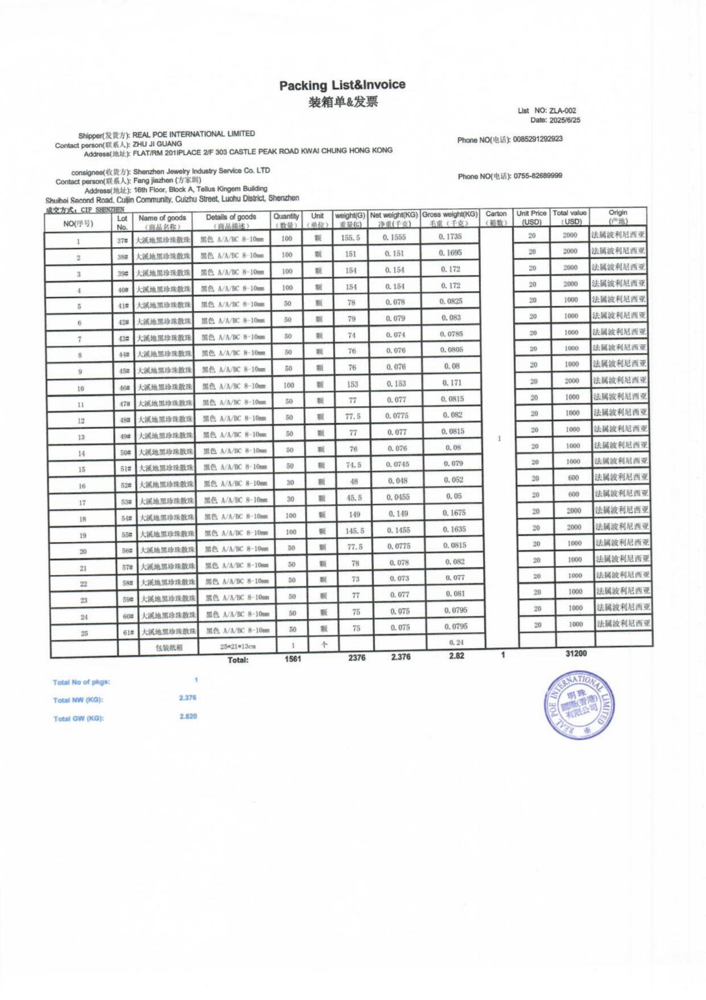 Packing List&Invoice
装箱单&发票
List NO: ZLA-002
Date: 2025/6/25
Shipper(发货方): REAL POE INTERNATIONAL LIMITED
Phone NO(电话): 0085291292923
Contact person(联系人): ZHU JI GUANG
Address(地址): FLAT/RM 201IPLACE 2/F 303 CASTLE PEAK ROAD KWAI CHUNG HONG KONG
consignee(收货方): Shenzhen Jewelry Industry Service Co. LTD
Phone NO(电话): 0755-82689999
Contact person(联系人): Fang jiazhen (方家圳)
Address(地址): 16th Floor, Block A, Tellus Kingem Building
Shuibei Second Road, Cuijin Community, Cuizhu Street, Luohu District, Shenzhen
成交方式: CIF SHENZHEN
NO(序号) Lot No. Name of goods (商品名称) Details of goods (商品描述) Quantity (数量) Unit (单位) weight(G) 重量(G) Net weight(KG) 净重(千克) Gross weight(KG) 毛重(千克) Carton (箱数) Unit Price (USD) Total value (USD) Origin (产地)
1 37# 大溪地黑珍珠散珠 黑色 A/A/BC 8-10mm 100 颗 155.5 0.1555 0.1735 20 2000 法属波利尼西亚
2 38# 大溪地黑珍珠散珠 黑色 A/A/BC 8-10mm 100 颗 151 0.151 0.1695 20 2000 法属波利尼西亚
3 39# 大溪地黑珍珠散珠 黑色 A/A/BC 8-10mm 100 颗 154 0.154 0.172 20 2000 法属波利尼西亚
4 40# 大溪地黑珍珠散珠 黑色 A/A/BC 8-10mm 100 颗 154 0.154 0.172 20 2000 法属波利尼西亚
5 41# 大溪地黑珍珠散珠 黑色 A/A/BC 8-10mm 50 颗 78 0.078 0.0825 20 1000 法属波利尼西亚
6 42# 大溪地黑珍珠散珠 黑色 A/A/BC 8-10mm 50 颗 79 0.079 0.083 20 1000 法属波利尼西亚
7 43# 大溪地黑珍珠散珠 黑色 A/A/BC 8-10mm 50 颗 74 0.074 0.0785 20 1000 法属波利尼西亚
8 44# 大溪地黑珍珠散珠 黑色 A/A/BC 8-10mm 50 颗 76 0.076 0.0805 20 1000 法属波利尼西亚
9 45# 大溪地黑珍珠散珠 黑色 A/A/BC 8-10mm 50 颗 76 0.076 0.08 20 1000 法属波利尼西亚
10 46# 大溪地黑珍珠散珠 黑色 A/A/BC 8-10mm 100 颗 153 0.153 0.171 20 2000 法属波利尼西亚
11 47# 大溪地黑珍珠散珠 黑色 A/A/BC 8-10mm 50 颗 77 0.077 0.0815 20 1000 法属波利尼西亚
12 48# 大溪地黑珍珠散珠 黑色 A/A/BC 8-10mm 50 颗 77.5 0.0775 0.082 20 1000 法属波利尼西亚
13 49# 大溪地黑珍珠散珠 黑色 A/A/BC 8-10mm 50 颗 77 0.077 0.0815 1 20 1000 法属波利尼西亚
14 50# 大溪地黑珍珠散珠 黑色 A/A/BC 8-10mm 50 颗 76 0.076 0.08 20 1000 法属波利尼西亚
15 51# 大溪地黑珍珠散珠 黑色 A/A/BC 8-10mm 50 颗 74.5 0.0745 0.079 20 1000 法属波利尼西亚
16 52# 大溪地黑珍珠散珠 黑色 A/A/BC 8-10mm 30 颗 48 0.048 0.052 20 600 法属波利尼西亚
17 53# 大溪地黑珍珠散珠 黑色 A/A/BC 8-10mm 30 颗 45.5 0.0455 0.05 20 600 法属波利尼西亚
18 54# 大溪地黑珍珠散珠 黑色 A/A/BC 8-10mm 100 颗 149 0.149 0.1675 20 2000 法属波利尼西亚
19 55# 大溪地黑珍珠散珠 黑色 A/A/BC 8-10mm 100 颗 145.5 0.1455 0.1635 20 2000 法属波利尼西亚
20 56# 大溪地黑珍珠散珠 黑色 A/A/BC 8-10mm 50 颗 77.5 0.0775 0.0815 20 1000 法属波利尼西亚
21 57# 大溪地黑珍珠散珠 黑色 A/A/BC 8-10mm 50 颗 78 0.078 0.082 20 1000 法属波利尼西亚
22 58# 大溪地黑珍珠散珠 黑色 A/A/BC 8-10mm 50 颗 73 0.073 0.077 20 1000 法属波利尼西亚
23 59# 大溪地黑珍珠散珠 黑色 A/A/BC 8-10mm 50 颗 77 0.077 0.081 20 1000 法属波利尼西亚
24 60# 大溪地黑珍珠散珠 黑色 A/A/BC 8-10mm 50 颗 75 0.075 0.0795 20 1000 法属波利尼西亚
25 61# 大溪地黑珍珠散珠 黑色 A/A/BC 8-10mm 50 颗 75 0.075 0.0795 20 1000 法属波利尼西亚
包装纸箱 25*21*13cm 1 个 0.24
Total: 1561 2376 2.376 2.82 1 31200
Total No of pkgs: 1
Total NW (KG): 2.376
Total GW (KG): 2.820
REAL POE INTERNATIONAL LIMITED
明珠
國際(香港)
有限公司